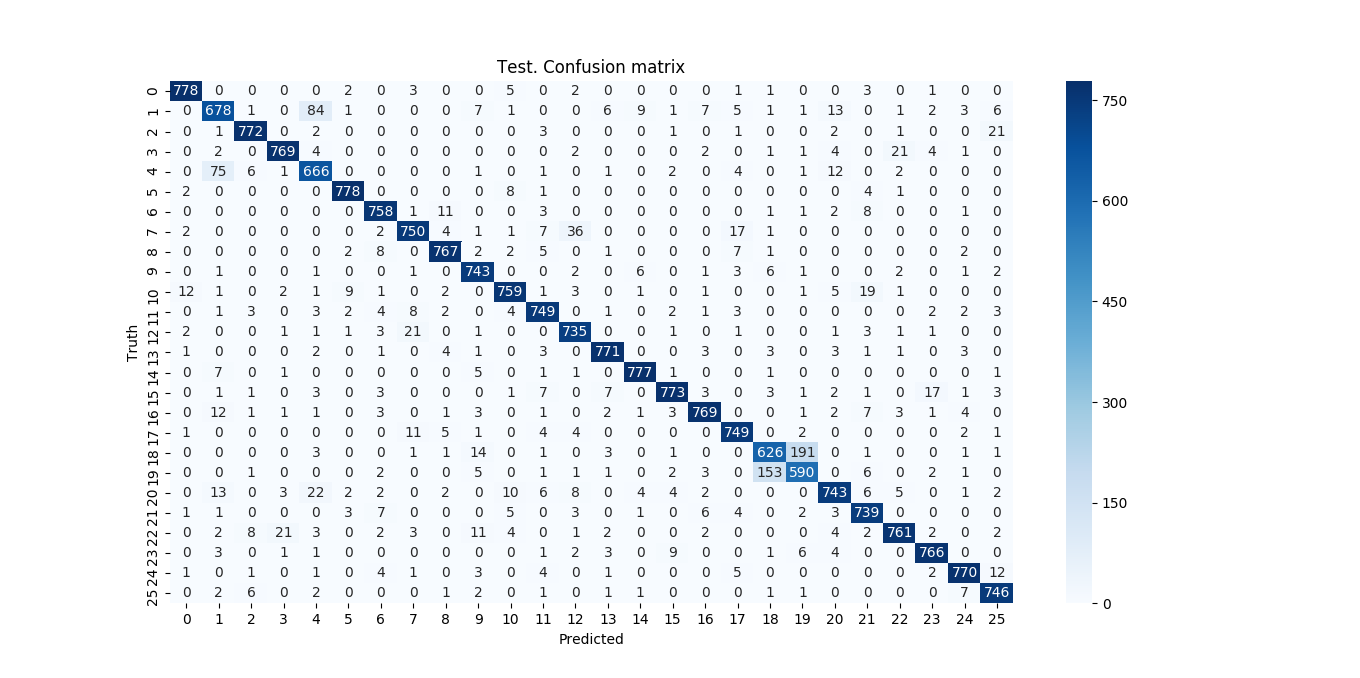 Test. Confusion matrix
0 778 0 0 0 0 2 0 3 0 0 5 0 2 0 0 0 0 1 1 0 0 3 0 1 0 0
1 0 678 1 0 84 1 0 0 0 7 1 0 0 6 9 1 7 5 1 1 13 0 1 2 3 6
2 0 1 772 0 2 0 0 0 0 0 0 3 0 0 0 1 0 1 0 0 2 0 1 0 0 21
3 0 2 0 769 4 0 0 0 0 0 0 0 2 0 0 0 2 0 1 1 4 0 21 4 1 0
4 0 75 6 1 666 0 0 0 0 1 0 1 0 1 0 2 0 4 0 1 12 0 2 0 0 0
5 2 0 0 0 0 778 0 0 0 0 8 1 0 0 0 0 0 0 0 0 0 4 1 0 0 0
6 0 0 0 0 0 0 758 1 11 0 0 3 0 0 0 0 0 0 1 1 2 8 0 0 1 0
7 2 0 0 0 0 0 2 750 4 1 1 7 36 0 0 0 0 17 1 0 0 0 0 0 0 0
8 0 0 0 0 0 2 8 0 767 2 2 5 0 1 0 0 0 7 1 0 0 0 0 0 2 0
9 0 1 0 0 1 0 0 1 0 743 0 0 2 0 6 0 1 3 6 1 0 0 2 0 1 2
10 12 1 0 2 1 9 1 0 2 0 759 1 3 0 1 0 1 0 0 1 5 19 1 0 0 0
11 0 1 3 0 3 2 4 8 2 0 4 749 0 1 0 2 1 3 0 0 0 0 0 2 2 3
12 2 0 0 0 1 1 3 21 0 1 0 0 735 0 0 1 0 1 0 0 1 3 1 1 0 0
13 1 0 0 0 2 0 1 0 4 1 0 3 0 771 0 0 3 0 3 0 3 1 1 0 3 0
14 0 7 0 1 0 0 0 0 0 5 0 1 1 0 777 1 0 0 1 0 0 0 0 0 0 1
15 0 1 1 0 3 0 3 0 0 0 1 7 0 7 0 773 3 0 3 1 2 1 0 17 1 3
16 0 12 1 1 1 0 3 0 1 3 0 1 0 2 1 3 769 0 0 1 2 7 3 1 4 0
17 1 0 0 0 0 0 0 11 5 1 0 4 4 0 0 0 0 749 0 2 0 0 0 0 2 1
18 0 0 0 0 3 0 0 1 1 14 0 1 0 3 0 1 0 0 626 191 0 1 0 0 1 1
19 0 0 1 0 0 0 2 0 0 5 0 1 1 1 0 2 3 0 153 590 0 6 0 2 1 0
20 0 13 0 3 22 2 2 0 2 0 10 6 8 0 4 4 2 0 0 0 743 6 5 0 1 2
21 1 1 0 0 0 3 7 0 0 0 5 0 3 0 1 0 6 4 0 2 3 739 0 0 0 0
22 0 2 8 21 3 0 2 3 0 11 4 0 1 2 0 0 2 0 0 0 4 2 761 2 0 2
23 0 3 0 1 1 0 0 0 0 0 0 1 2 3 0 9 0 0 1 6 4 0 0 766 0 0
24 1 0 1 0 1 0 4 1 0 3 0 4 0 1 0 0 0 5 0 0 0 0 0 2 770 12
25 0 2 6 0 2 0 0 0 1 2 0 1 0 1 1 0 0 0 1 1 0 0 0 0 7 746
0 1 2 3 4 5 6 7 8 9 10 11 12 13 14 15 16 17 18 19 20 21 22 23 24 25
Predicted
Truth
750
600
450
300
150
0